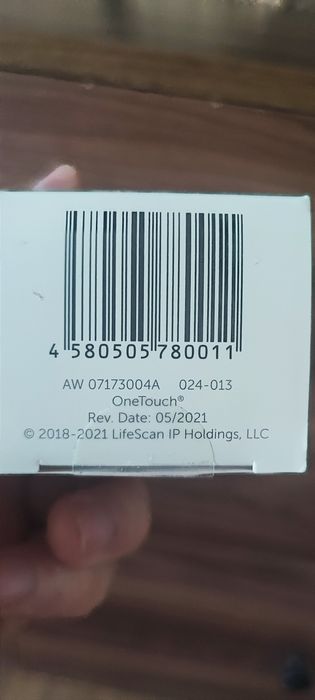 4 580505 780011
AW 07173004A 024-013
OneTouch®
Rev. Date: 05/2021
© 2018-2021 LifeScan IP Holdings, LLC